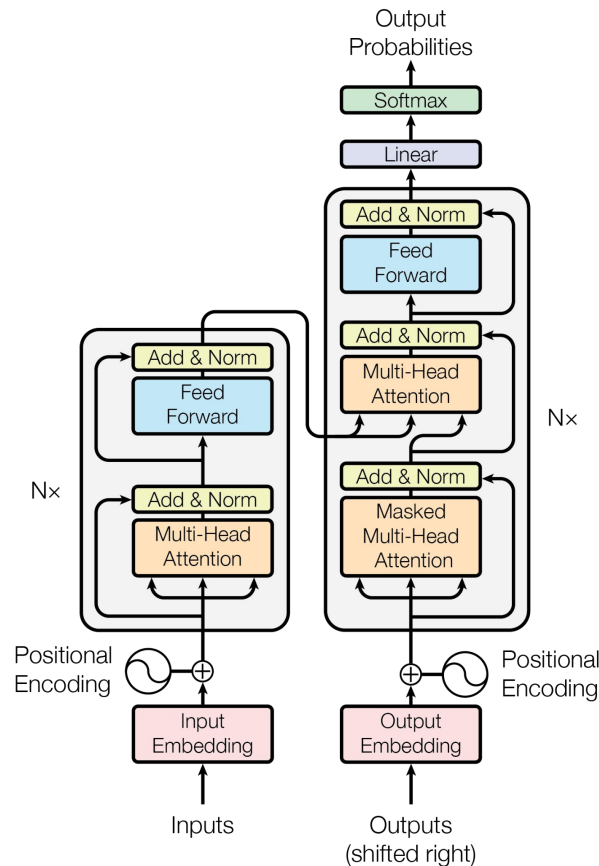 Output
Probabilities
Softmax
Linear
Add & Norm
Feed
Forward
Add & Norm
Multi-Head
Attention
Add & Norm
Masked
Multi-Head
Attention
N×
Add & Norm
Feed
Forward
Add & Norm
Multi-Head
Attention
N×
Positional
Encoding
Positional
Encoding
Input
Embedding
Output
Embedding
Inputs
Outputs
(shifted right)